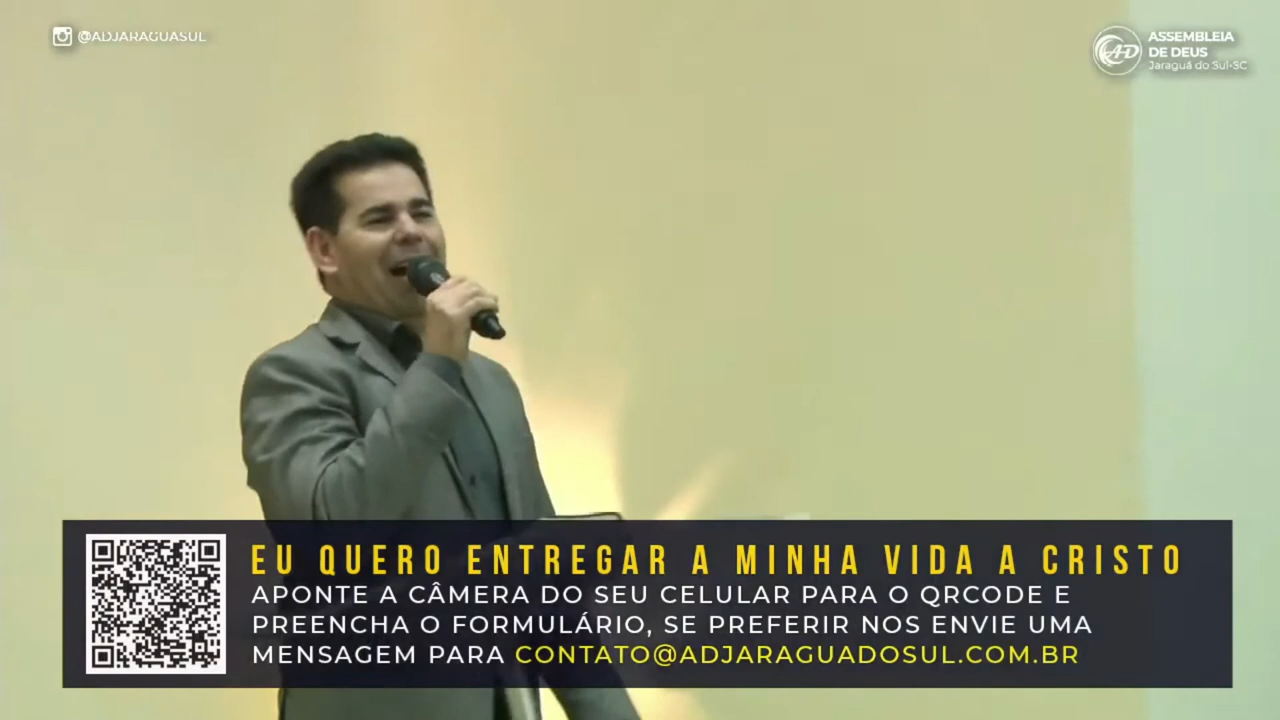 @ADJARAGUASUL
AD
ASSEMBLEIA
DE DEUS
Jaraguá do Sul-SC
EU QUERO ENTREGAR A MINHA VIDA A CRISTO
APONTE A CÂMERA DO SEU CELULAR PARA O QRCODE E
PREENCHA O FORMULÁRIO, SE PREFERIR NOS ENVIE UMA
MENSAGEM PARA CONTATO@ADJARAGUADOSUL.COM.BR